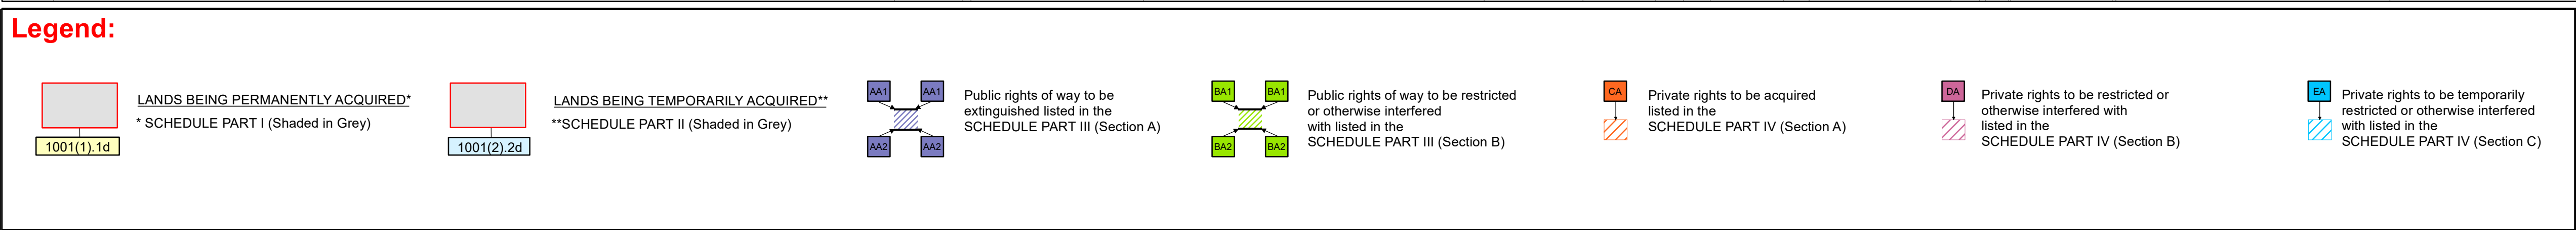 Legend:
LANDS BEING PERMANENTLY ACQUIRED*
* SCHEDULE PART I (Shaded in Grey)
1001(1).1d
LANDS BEING TEMPORARILY ACQUIRED**
**SCHEDULE PART II (Shaded in Grey)
1001(2).2d
AA1 AA1
AA2 AA2
Public rights of way to be
extinguished listed in the
SCHEDULE PART III (Section A)
BA1 BA1
BA2 BA2
Public rights of way to be restricted
or otherwise interfered
with listed in the
SCHEDULE PART III (Section B)
CA
Private rights to be acquired
listed in the
SCHEDULE PART IV (Section A)
DA
Private rights to be restricted or
otherwise interfered with
listed in the
SCHEDULE PART IV (Section B)
EA
Private rights to be temporarily
restricted or otherwise interfered
with listed in the
SCHEDULE PART IV (Section C)